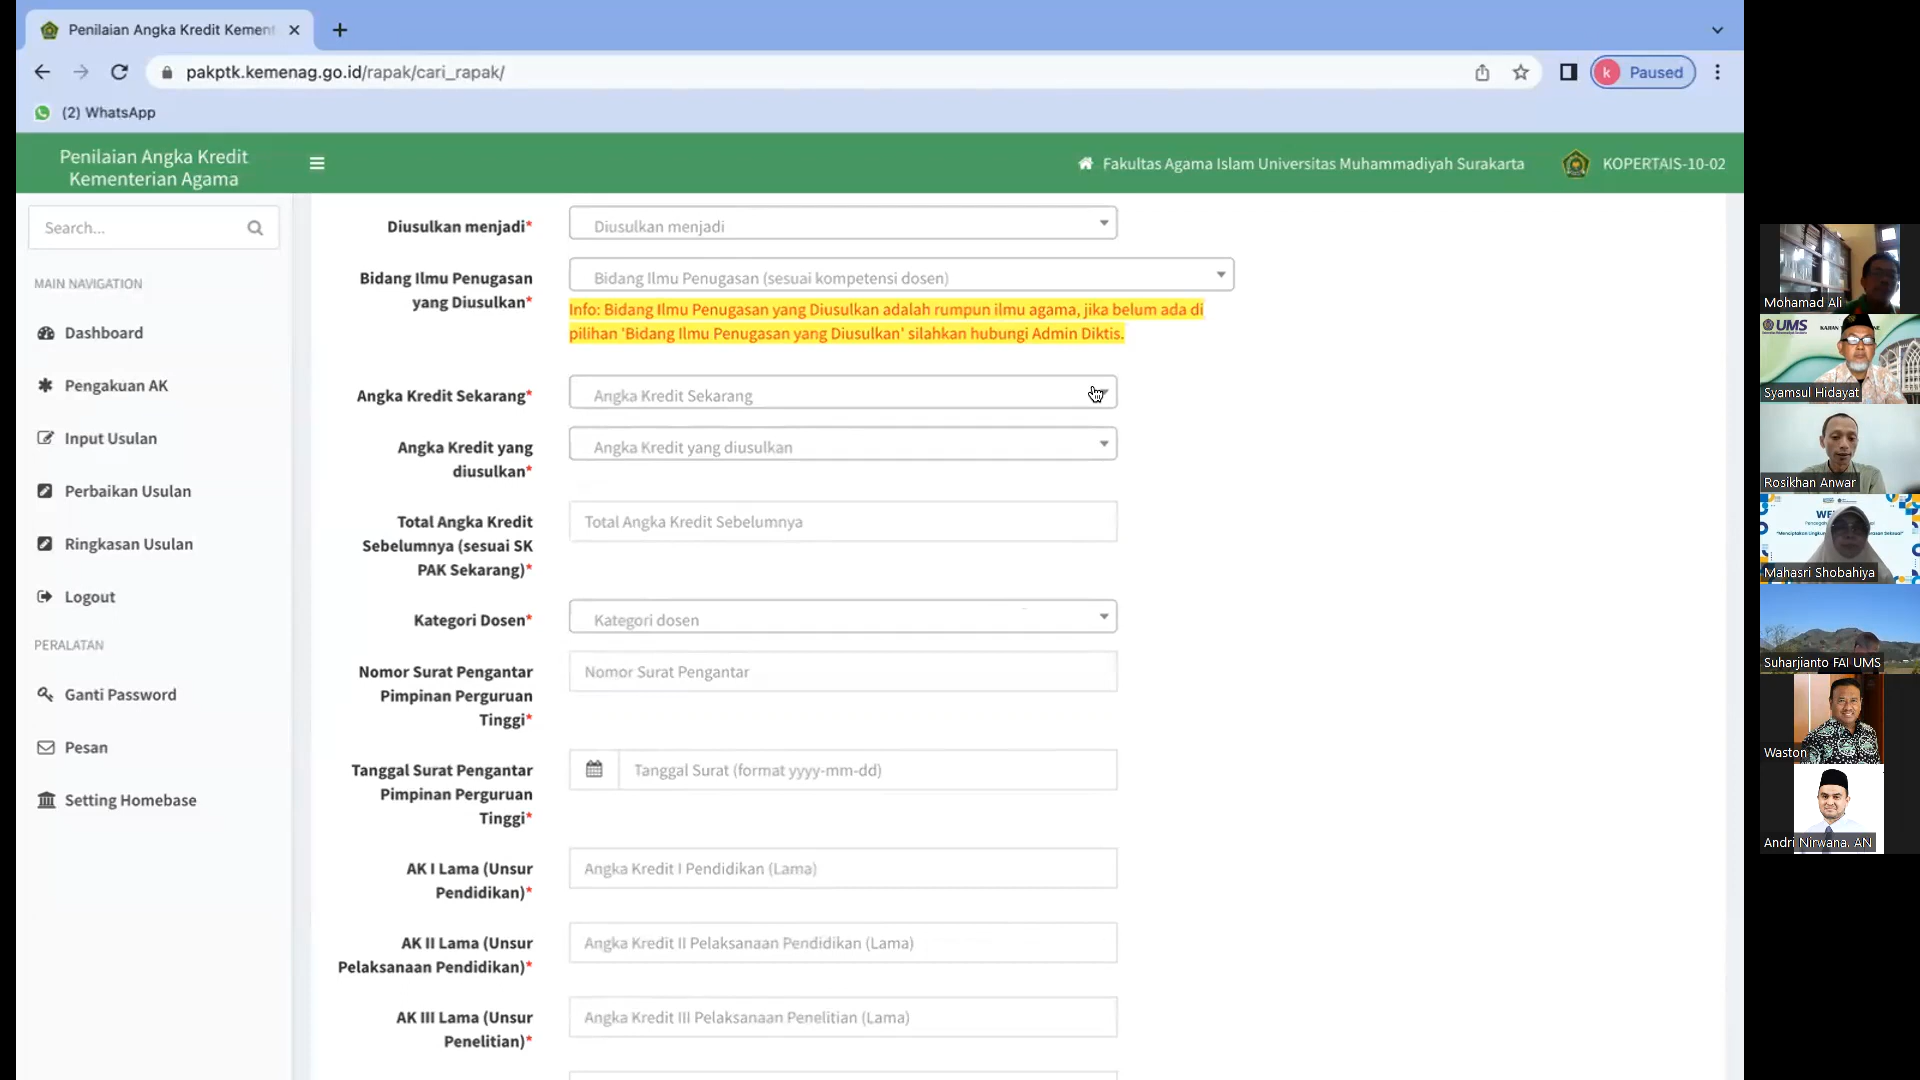 Penilaian Angka Kredit Kement
pakptk.kemenag.go.id/rapak/cari_rapak/
k Paused
(2) WhatsApp
Penilaian Angka Kredit
Kementerian Agama
Fakultas Agama Islam Universitas Muhammadiyah Surakarta
KOPERTAIS-10-02
Search...
MAIN NAVIGATION
Dashboard
Pengakuan AK
Input Usulan
Perbaikan Usulan
Ringkasan Usulan
Logout
PERALATAN
Ganti Password
Pesan
Setting Homebase
Diusulkan menjadi*
Diusulkan menjadi
Bidang Ilmu Penugasan
yang Diusulkan*
Bidang Ilmu Penugasan (sesuai kompetensi dosen)
Info: Bidang Ilmu Penugasan yang Diusulkan adalah rumpun ilmu agama, jika belum ada di
pilihan 'Bidang Ilmu Penugasan yang Diusulkan' silahkan hubungi Admin Diktis.
Angka Kredit Sekarang*
Angka Kredit Sekarang
Angka Kredit yang
diusulkan*
Angka Kredit yang diusulkan
Total Angka Kredit
Sebelumnya (sesuai SK
PAK Sekarang)*
Total Angka Kredit Sebelumnya
Kategori Dosen*
Kategori dosen
Nomor Surat Pengantar
Pimpinan Perguruan
Tinggi*
Nomor Surat Pengantar
Tanggal Surat Pengantar
Pimpinan Perguruan
Tinggi*
Tanggal Surat (format yyyy-mm-dd)
AK I Lama (Unsur
Pendidikan)*
Angka Kredit I Pendidikan (Lama)
AK II Lama (Unsur
Pelaksanaan Pendidikan)*
Angka Kredit II Pelaksanaan Pendidikan (Lama)
AK III Lama (Unsur
Penelitian)*
Angka Kredit III Pelaksanaan Penelitian (Lama)
Mohamad Ali
UMS
Syamsul Hidayat
Rosikhan Anwar
Mahasri Shobahiya
Suharjianto FAI UMS
Waston
Andri Nirwana. AN